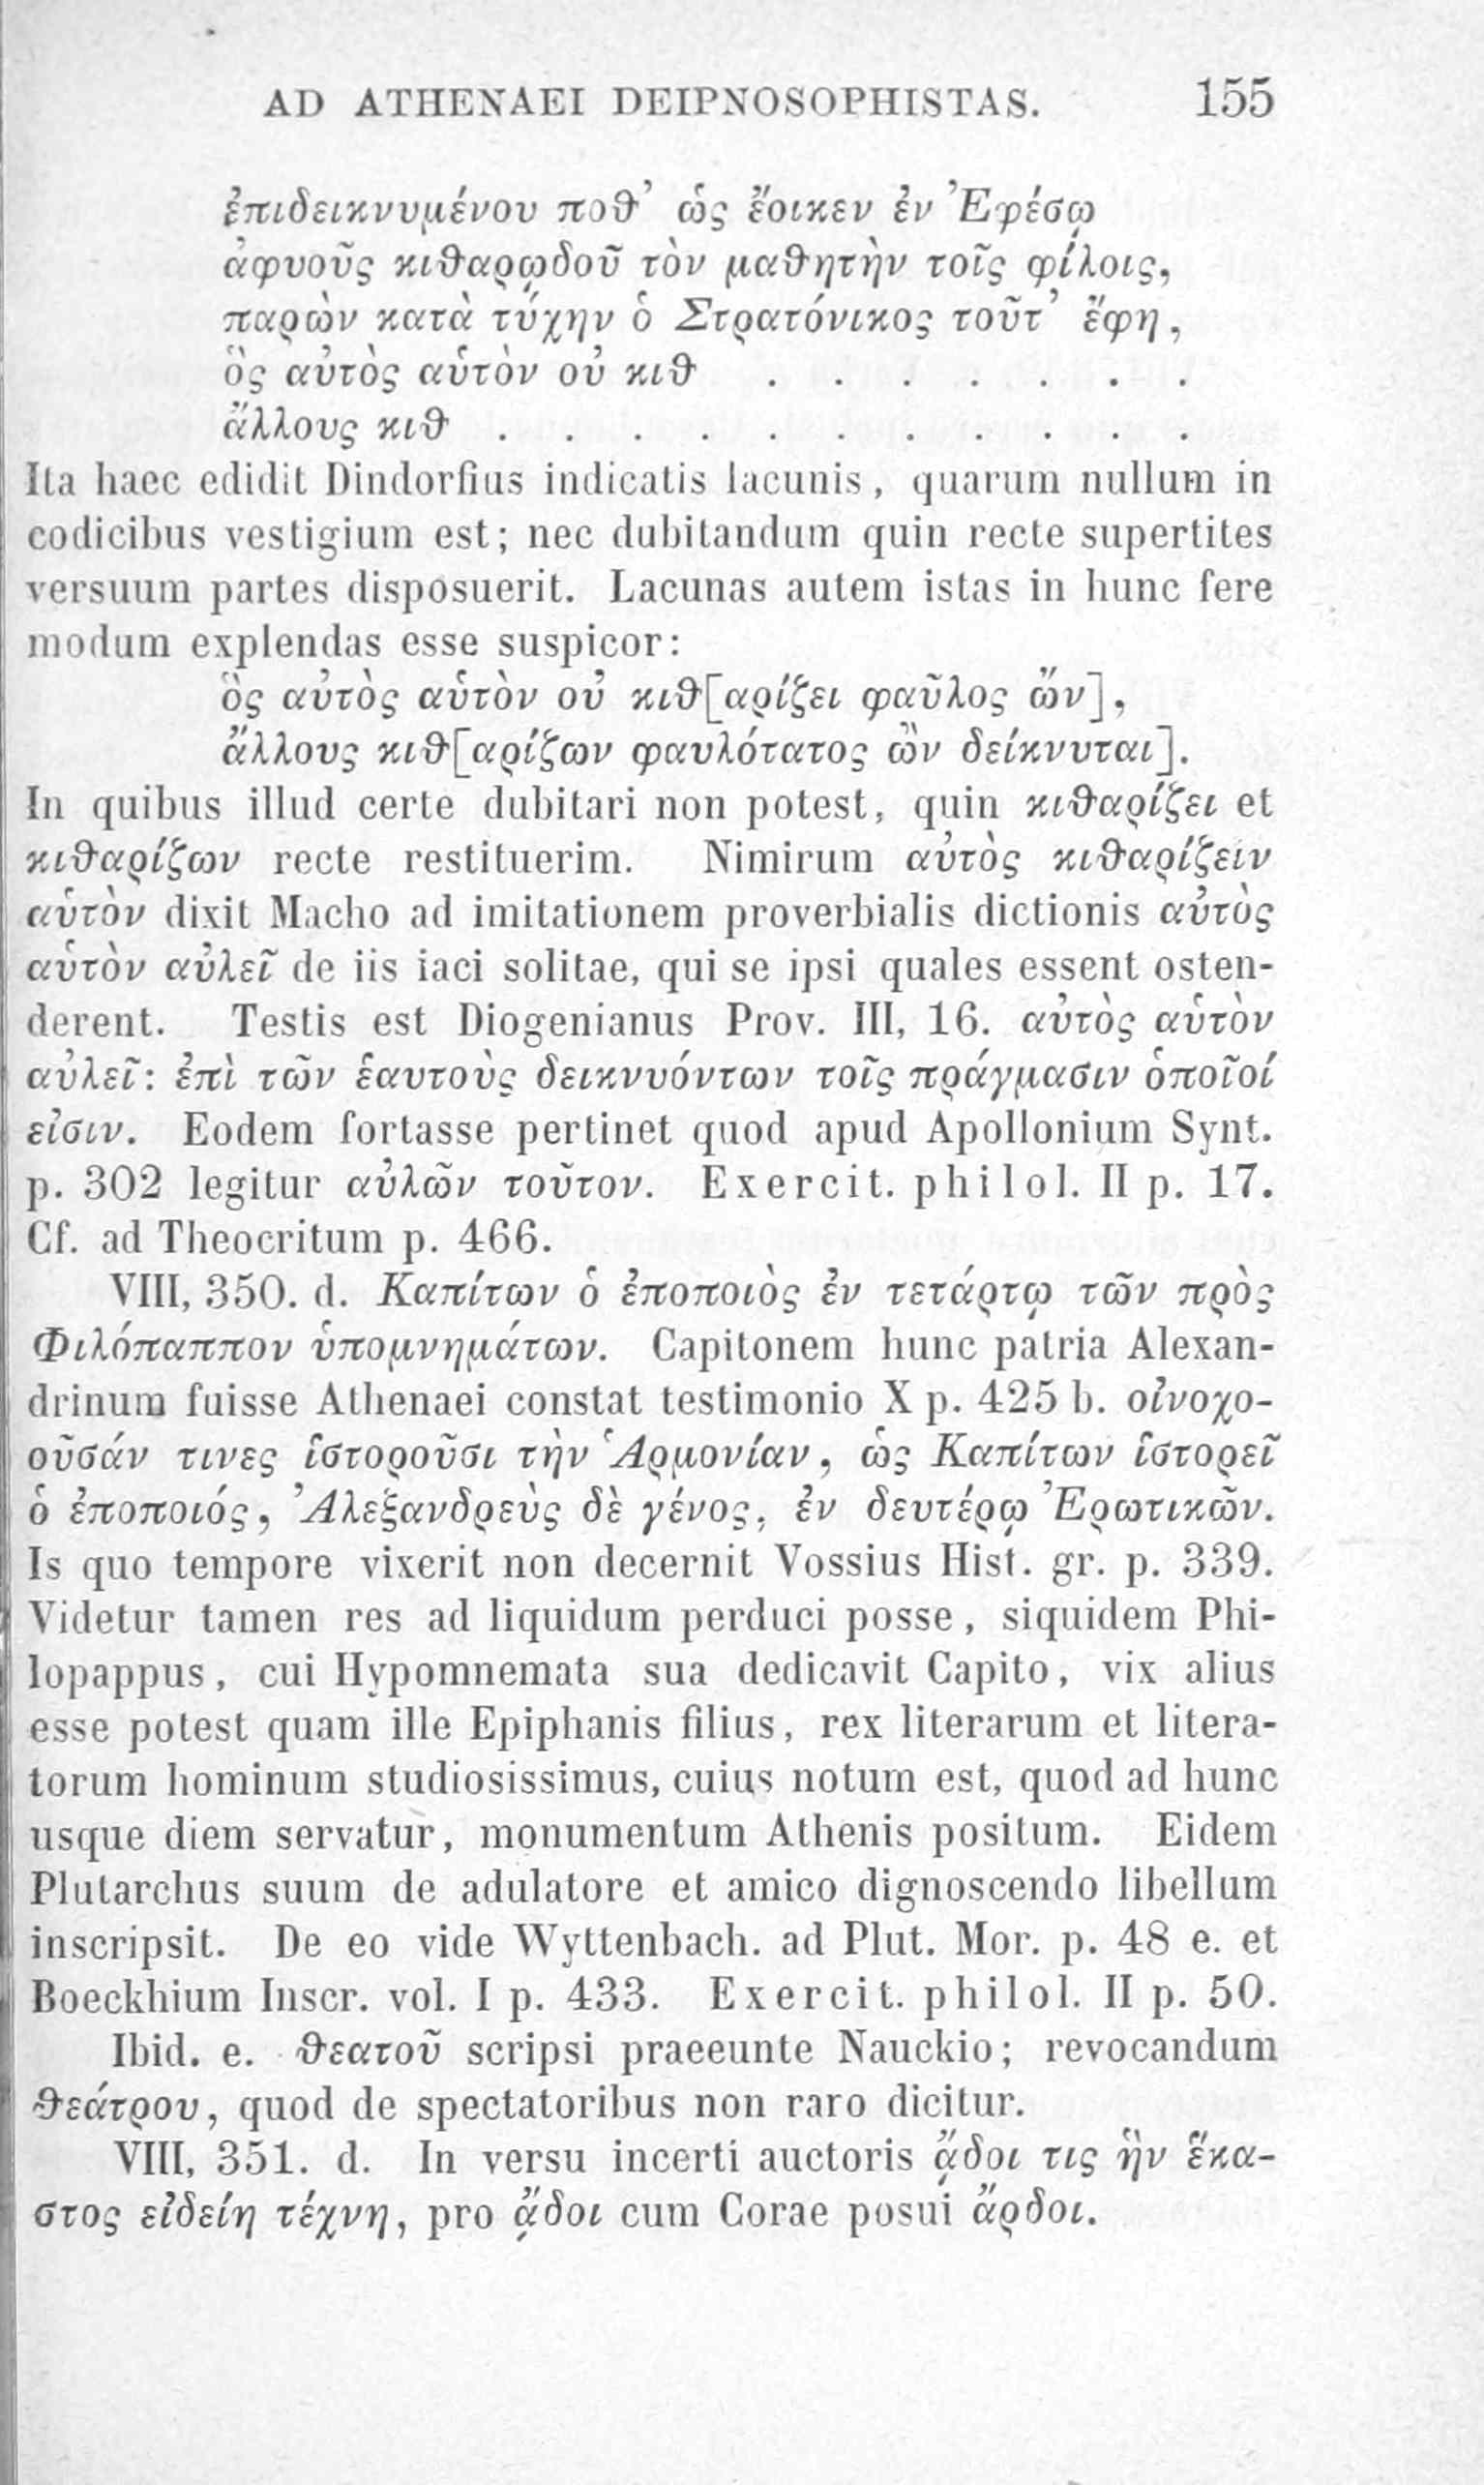 AD ATHENAEI DEIPNOSOPHISTAS. 155
ἐπιδεικνυμένου ποθ’ ὡς ἔοικεν ἐν Ἐφέσῳ
ἀφυοῦς κιθαρῳδοῦ τὸν μαθητὴν τοῖς φίλοις,
παρὼν κατὰ τύχην ὁ Στρατόνικος τοῦτ’ ἔφη,
ὃς αὐτὸς αὑτὸν οὐ κιθ . . . . . . .
ἄλλους κιθ . . . . . . . . . . .
Ita haec edidit Dindorfius indicatis lacunis, quarum nullum in
codicibus vestigium est; nec dubitandum quin recte supertites
versuum partes disposuerit. Lacunas autem istas in hunc fere
modum explendas esse suspicor:
ὃς αὐτὸς αὑτὸν οὐ κιθ[αρίζει φαῦλος ὤν],
ἄλλους κιθ[αρίζων φαυλότατος ὢν δείκνυται].
In quibus illud certe dubitari non potest, quin κιθαρίζει et
κιθαρίζων recte restituerim. Nimirum αὐτὸς κιθαρίζειν
αὑτὸν dixit Macho ad imitationem proverbialis dictionis αὐτὸς
αὑτὸν αὐλεῖ de iis iaci solitae, qui se ipsi quales essent osten-
derent. Testis est Diogenianus Prov. III, 16. αὐτὸς αὑτὸν
αὐλεῖ: ἐπὶ τῶν ἑαυτοὺς δεικνυόντων τοῖς πράγμασιν ὁποῖοί
εἰσιν. Eodem fortasse pertinet quod apud Apollonium Synt.
p. 302 legitur αὐλῶν τοῦτον. Exercit. philol. II p. 17.
Cf. ad Theocritum p. 466.
VIII, 350. d. Καπίτων ὁ ἐποποιὸς ἐν τετάρτῳ τῶν πρὸς
Φιλόπαππον ὑπομνημάτων. Capitonem hunc patria Alexan-
drinum fuisse Athenaei constat testimonio X p. 425 b. οἰνοχο-
οῦσάν τινες ἱστοροῦσι τὴν Ἁρμονίαν, ὡς Καπίτων ἱστορεῖ
ὁ ἐποποιός, Ἀλεξανδρεὺς δὲ γένος, ἐν δευτέρῳ Ἐρωτικῶν.
Is quo tempore vixerit non decernit Vossius Hist. gr. p. 339.
Videtur tamen res ad liquidum perduci posse, siquidem Phi-
lopappus, cui Hypomnemata sua dedicavit Capito, vix alius
esse potest quam ille Epiphanis filius, rex literarum et litera-
torum hominum studiosissimus, cuius notum est, quod ad hunc
usque diem servatur, monumentum Athenis positum. Eidem
Plutarchus suum de adulatore et amico dignoscendo libellum
inscripsit. De eo vide Wyttenbach. ad Plut. Mor. p. 48 e. et
Boeckhium Inscr. vol. I p. 433. Exercit. philol. II p. 50.
Ibid. e. θεατοῦ scripsi praeeunte Nauckio; revocandum
θεάτρου, quod de spectatoribus non raro dicitur.
VIII, 351. d. In versu incerti auctoris ᾄδοι τις ἣν ἕκα-
στος εἰδείη τέχνη, pro ᾄδοι cum Corae posui ἄρδοι.